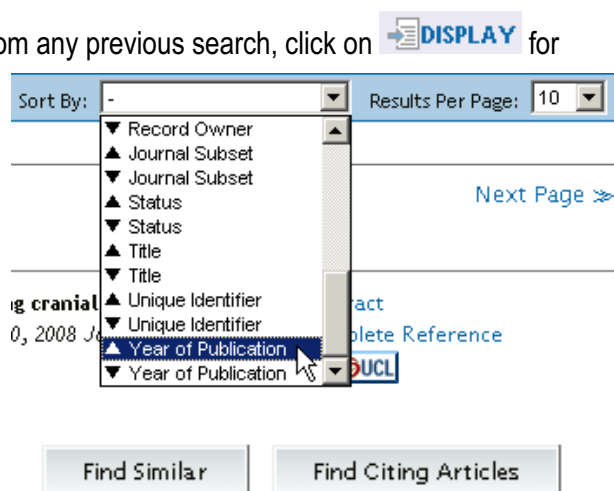 om any previous search, click on DISPLAY for
Sort By: - Results Per Page: 10
▼ Record Owner
▲ Journal Subset
▼ Journal Subset
▲ Status
▼ Status
▲ Title
▼ Title
▲ Unique Identifier
▼ Unique Identifier
▲ Year of Publication
▼ Year of Publication
Next Page ≫
g cranial
act
0, 2008 J
plete Reference
UCL
Find Similar Find Citing Articles